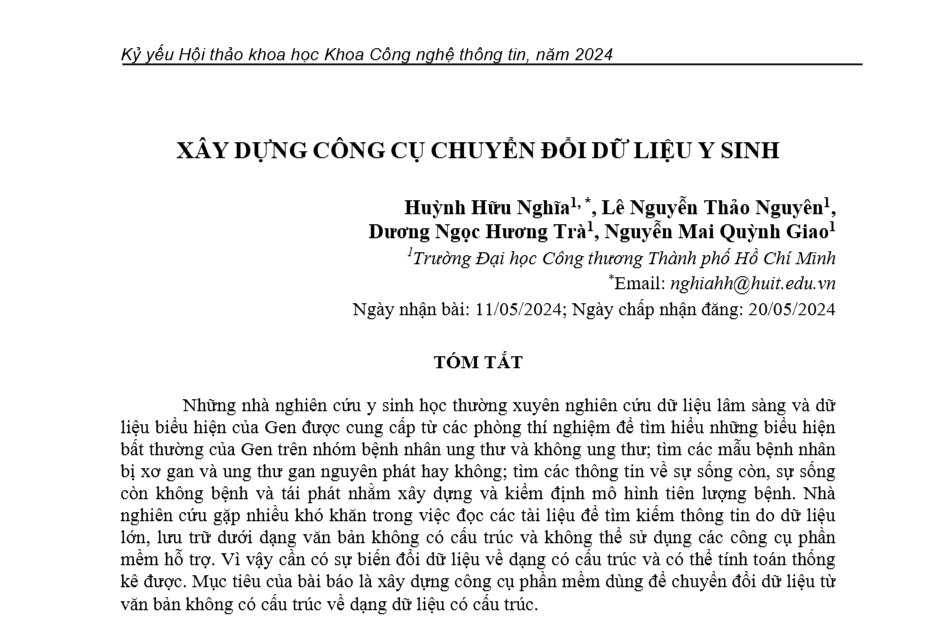 Kỷ yếu Hội thảo khoa học Khoa Công nghệ thông tin, năm 2024
XÂY DỰNG CÔNG CỤ CHUYỂN ĐỔI DỮ LIỆU Y SINH
Huỳnh Hữu Nghĩa1, *, Lê Nguyễn Thảo Nguyên1,
Dương Ngọc Hương Trà1, Nguyễn Mai Quỳnh Giao1
1Trường Đại học Công thương Thành phố Hồ Chí Minh
*Email: nghiahh@huit.edu.vn
Ngày nhận bài: 11/05/2024; Ngày chấp nhận đăng: 20/05/2024
TÓM TẮT
Những nhà nghiên cứu y sinh học thường xuyên nghiên cứu dữ liệu lâm sàng và dữ
liệu biểu hiện của Gen được cung cấp từ các phòng thí nghiệm để tìm hiểu những biểu hiện
bất thường của Gen trên nhóm bệnh nhân ung thư và không ung thư; tìm các mẫu bệnh nhân
bị xơ gan và ung thư gan nguyên phát hay không; tìm các thông tin về sự sống còn, sự sống
còn không bệnh và tái phát nhằm xây dựng và kiểm định mô hình tiên lượng bệnh. Nhà
nghiên cứu gặp nhiều khó khăn trong việc đọc các tài liệu để tìm kiếm thông tin do dữ liệu
lớn, lưu trữ dưới dạng văn bản không có cấu trúc và không thể sử dụng các công cụ phần
mềm hỗ trợ. Vì vậy cần có sự biến đổi dữ liệu về dạng có cấu trúc và có thể tính toán thống
kê được. Mục tiêu của bài báo là xây dựng công cụ phần mềm dùng để chuyển đổi dữ liệu từ
văn bản không có cấu trúc về dạng dữ liệu có cấu trúc.